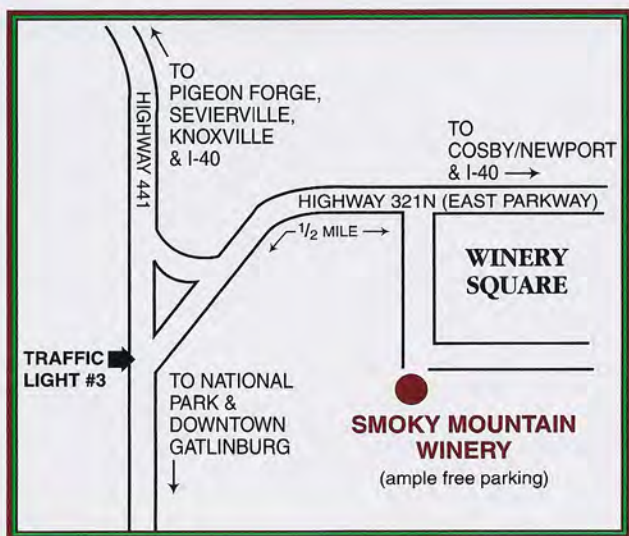 TO
PIGEON FORGE,
SEVIERVILLE,
KNOXVILLE
& I-40
HIGHWAY 441
TO
COSBY/NEWPORT
& I-40
HIGHWAY 321N (EAST PARKWAY)
1/2 MILE
WINERY
SQUARE
TRAFFIC
LIGHT #3
TO NATIONAL
PARK &
DOWNTOWN
GATLINBURG
SMOKY MOUNTAIN
WINERY
(ample free parking)